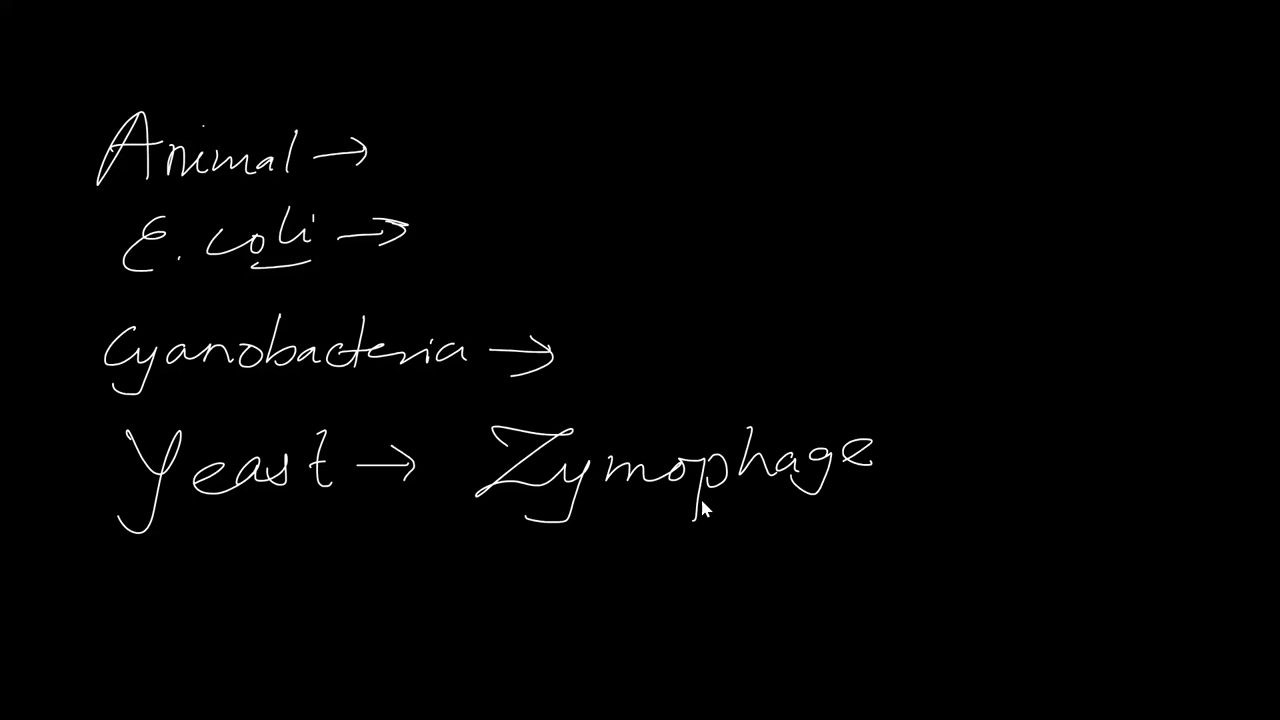 Animal →
E. coli →
Cyanobacteria →
Yeast → Zymophage